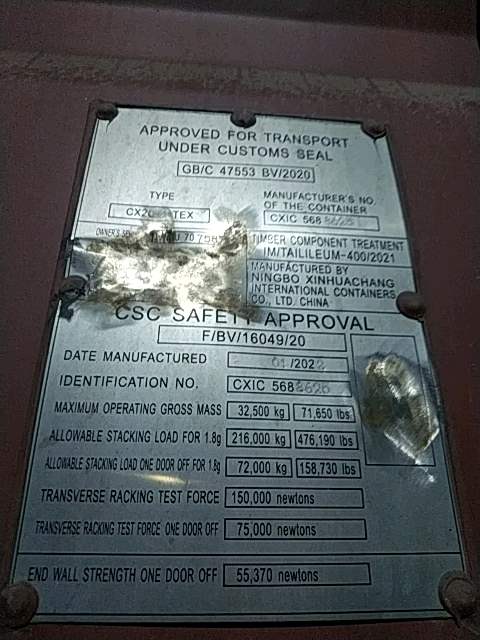 APPROVED FOR TRANSPORT
UNDER CUSTOMS SEAL
GB/C 47553 BV/2020
TYPE
MANUFACTURER'S NO.
OF THE CONTAINER
TEX
CXIC 568
TIMBER COMPONENT TREATMENT
IM/TAILILEUM-400/2021
MANUFACTURED BY
NINGBO XINHUACHANG
INTERNATIONAL CONTAINERS
CO., LTD. CHINA
CSC SAFETY APPROVAL
F/BV/16049/20
DATE MANUFACTURED 01/2022
IDENTIFICATION NO. CXIC 568
MAXIMUM OPERATING GROSS MASS 32,500 kg 71,650 lbs
ALLOWABLE STACKING LOAD FOR 1.8g 216,000 kg 476,190 lbs
ALLOWABLE STACKING LOAD ONE DOOR OFF FOR 1.8g 72,000 kg 158,730 lbs
TRANSVERSE RACKING TEST FORCE 150,000 newtons
TRANSVERSE RACKING TEST FORCE ONE DOOR OFF 75,000 newtons
END WALL STRENGTH ONE DOOR OFF 55,370 newtons